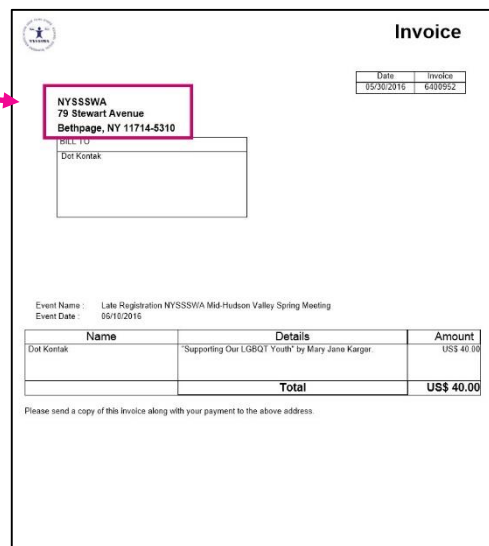 Invoice
Date Invoice
05/30/2016 6400952
NYSSSWA
79 Stewart Avenue
Bethpage, NY 11714-5310
BILL TO
Dot Kontak
Event Name : Late Registration NYSSSWA Mid-Hudson Valley Spring Meeting
Event Date : 06/10/2016
Name Details Amount
Dot Kontak "Supporting Our LGBQT Youth" by Mary Jane Karger. US$ 40.00
Total US$ 40.00
Please send a copy of this invoice along with your payment to the above address.